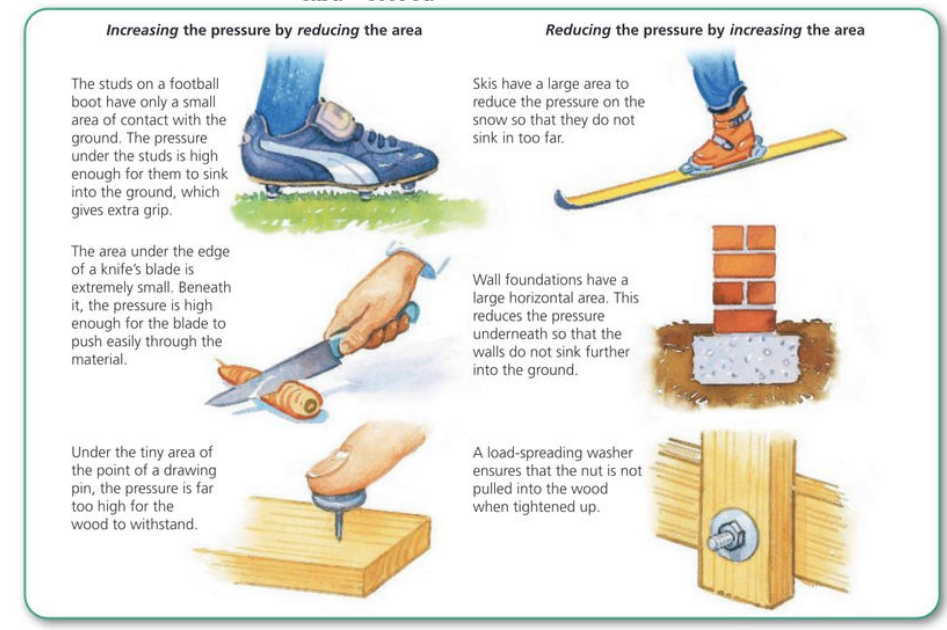 Increasing the pressure by reducing the area
The studs on a football
boot have only a small
area of contact with the
ground. The pressure
under the studs is high
enough for them to sink
into the ground, which
gives extra grip.
The area under the edge
of a knife's blade is
extremely small. Beneath
it, the pressure is high
enough for the blade to
push easily through the
material.
Under the tiny area of
the point of a drawing
pin, the pressure is far
too high for the
wood to withstand.
Reducing the pressure by increasing the area
Skis have a large area to
reduce the pressure on the
snow so that they do not
sink in too far.
Wall foundations have a
large horizontal area. This
reduces the pressure
underneath so that the
walls do not sink further
into the ground.
A load-spreading washer
ensures that the nut is not
pulled into the wood
when tightened up.